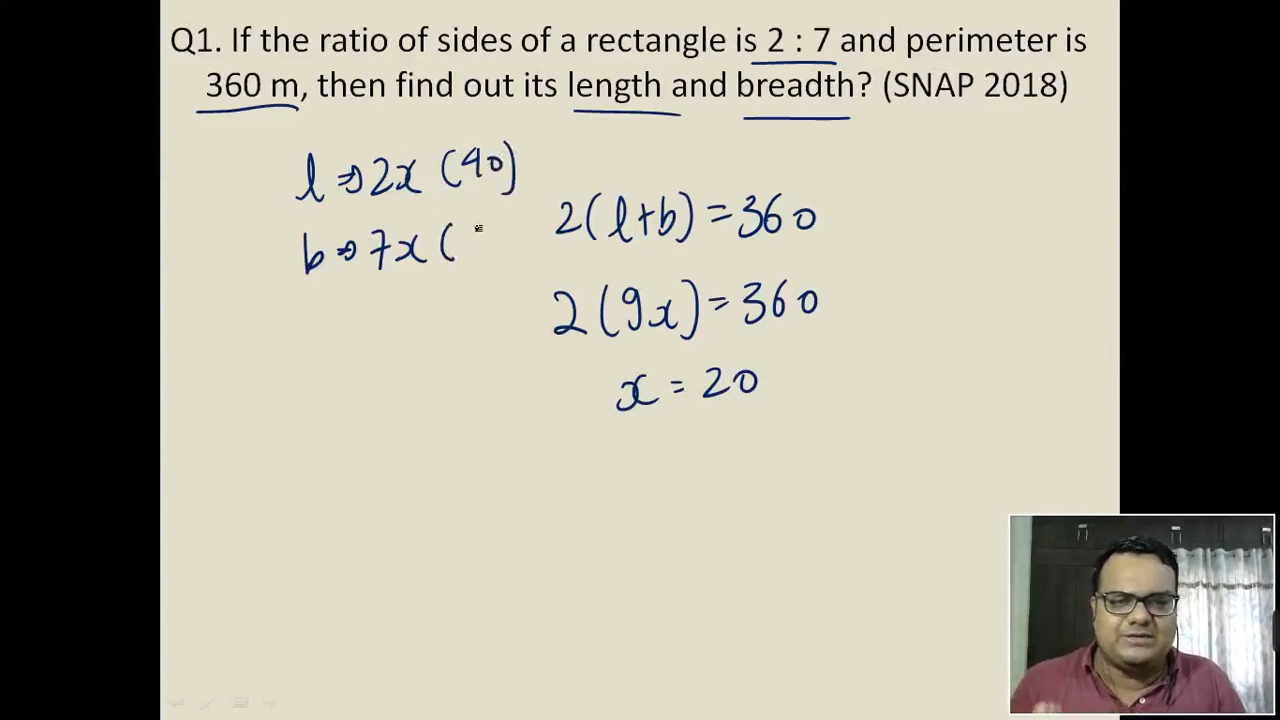 Q1. If the ratio of sides of a rectangle is 2 : 7 and perimeter is
360 m, then find out its length and breadth? (SNAP 2018)
l ⇒ 2x (40)
b ⇒ 7x (
2(l+b) = 360
2(9x) = 360
x = 20